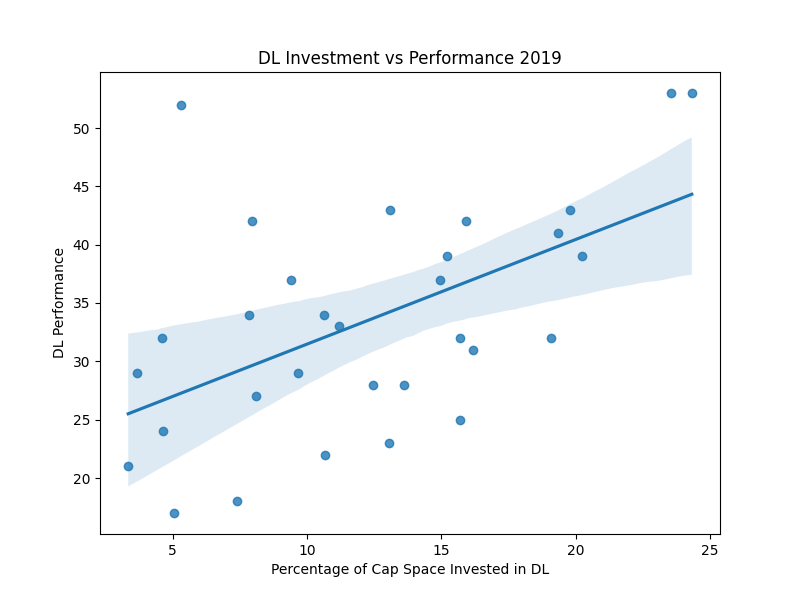 DL Investment vs Performance 2019
50
45
40
35
30
25
20
DL Performance
5 10 15 20 25
Percentage of Cap Space Invested in DL